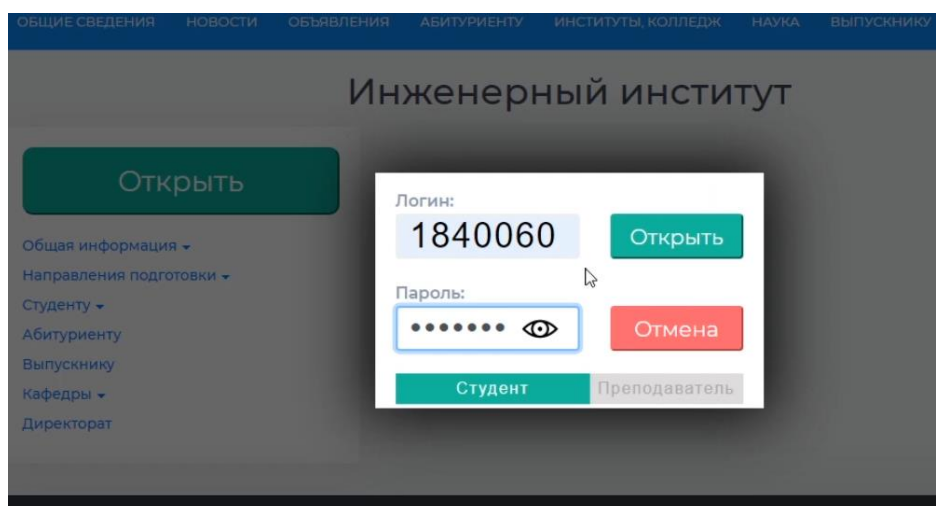 ОБЩИЕ СВЕДЕНИЯ НОВОСТИ ОБЪЯВЛЕНИЯ АБИТУРИЕНТУ ИНСТИТУТЫ, КОЛЛЕДЖ НАУКА ВЫПУСКНИКУ
Инженерный институт
Открыть
Общая информация
Направления подготовки
Студенту
Абитуриенту
Выпускнику
Кафедры
Директорат
Логин:
1840060
Открыть
Пароль:
•••••••
Отмена
Студент
Преподаватель